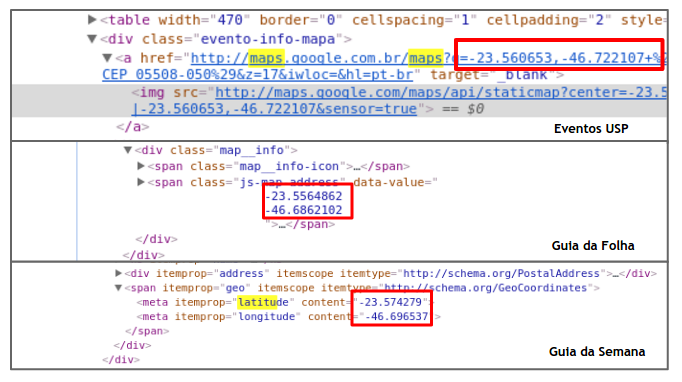 ▶<table width="470" border="0" cellspacing="1" cellpadding="2" style=
▼<div class="evento-info-mapa">
▼<a href="http://maps.google.com.br/maps?q=-23.560653,-46.722107+%2
CEP 05508-050%29&z=17&iwloc=&hl=pt-br" target="_blank">
<img src="http://maps.google.com/maps/api/staticmap?center=-23.5
|-23.560653,-46.722107&sensor=true"> == $0
</a>
Eventos USP
▼<div class="map__info">
▶<span class="map__info-icon">…</span>
▶<span class="js-map-address" data-value="
-23.5564862
-46.6862102
">…</span>
</div>
</div>
Guia da Folha
▶<div itemprop="address" itemscope itemtype="http://schema.org/PostalAddress">…</div>
▼<span itemprop="geo" itemscope itemtype="http://schema.org/GeoCoordinates">
<meta itemprop="latitude" content="-23.574279">
<meta itemprop="longitude" content="-46.696537">
</span>
</div>
</div>
Guia da Semana